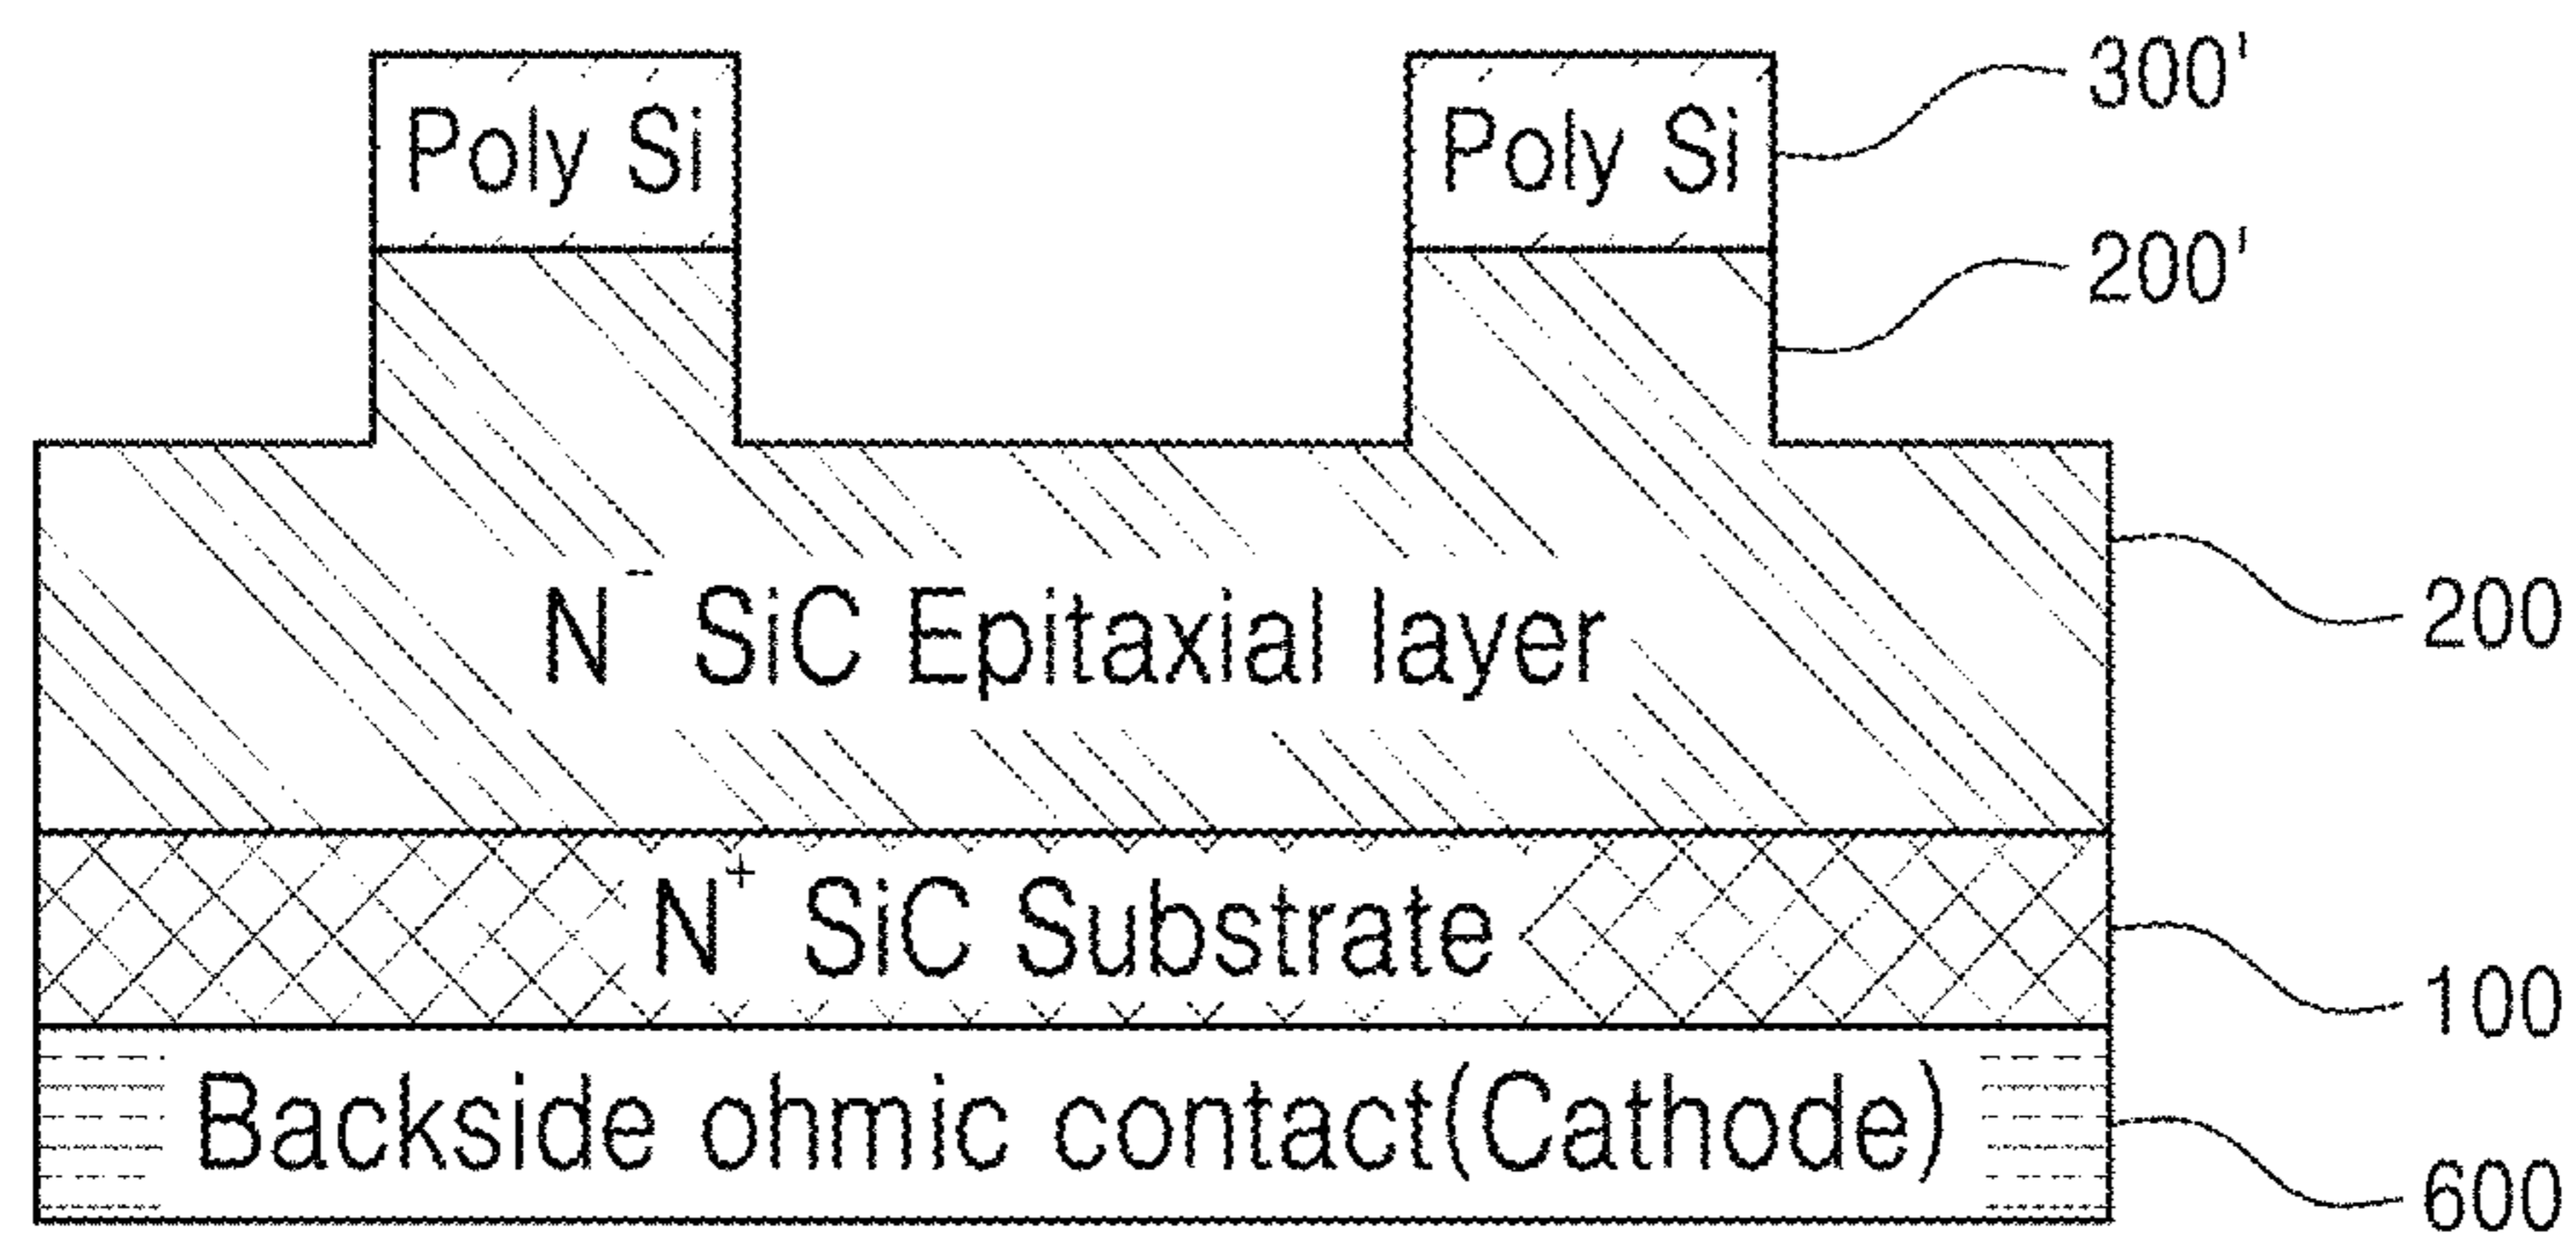 Poly Si Poly Si 300'
200'
N⁻ SiC Epitaxial layer 200
N⁺ SiC Substrate 100
Backside ohmic contact(Cathode) 600